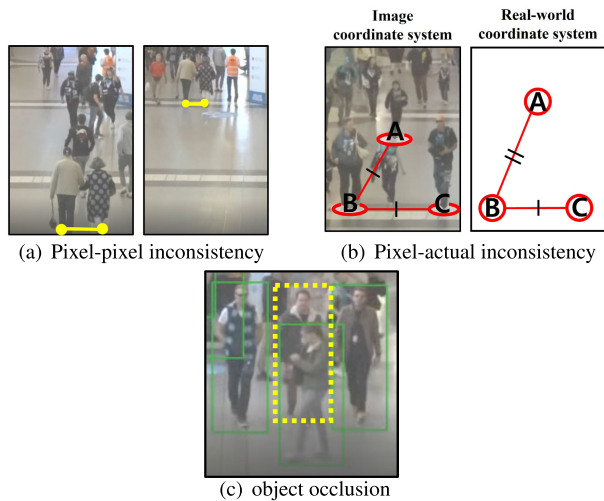 Image
coordinate system
Real-world
coordinate system
A
B
C
A
B
C
(a) Pixel-pixel inconsistency
(b) Pixel-actual inconsistency
(c) object occlusion